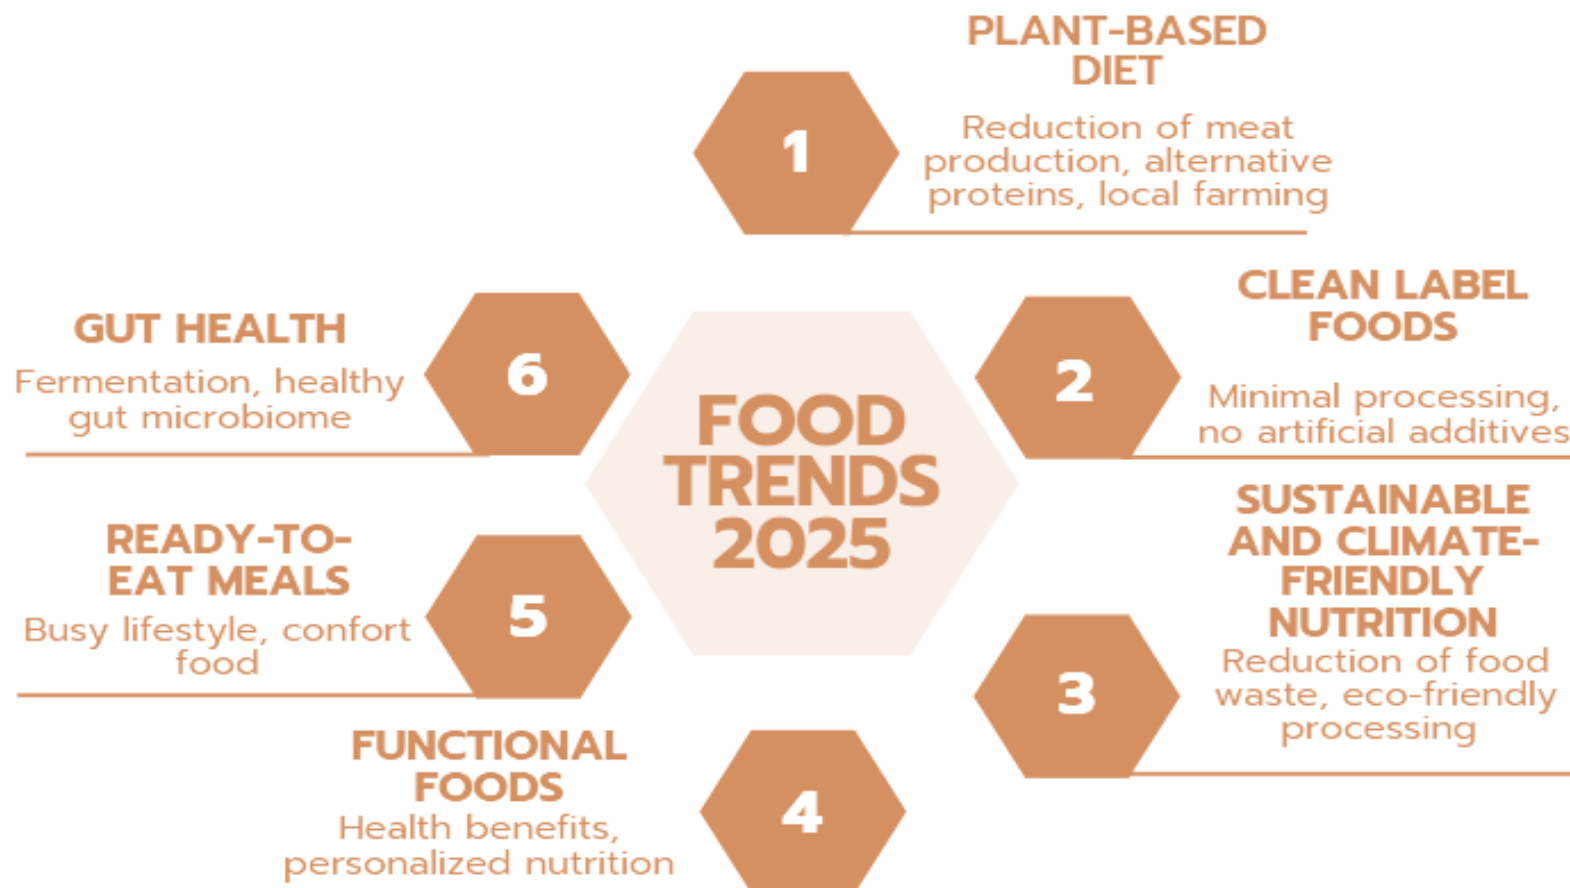 PLANT-BASED
DIET
1
Reduction of meat
production, alternative
proteins, local farming
CLEAN LABEL
FOODS
2
Minimal processing,
no artificial additives
SUSTAINABLE
AND CLIMATE-
FRIENDLY
NUTRITION
3
Reduction of food
waste, eco-friendly
processing
FUNCTIONAL
FOODS
4
Health benefits,
personalized nutrition
READY-TO-
EAT MEALS
5
Busy lifestyle, confort
food
GUT HEALTH
6
Fermentation, healthy
gut microbiome
FOOD
TRENDS
2025